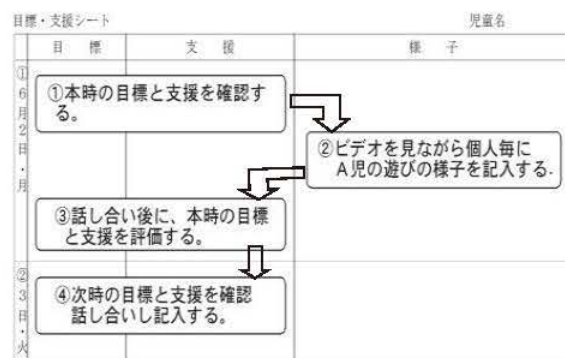 目標・支援シート
児童名
目 標
支 援
様 子
①
6
月
2
日
・
月
①本時の目標と支援を確認す
る。
②ビデオを見ながら個人毎に
A児の遊びの様子を記入する.
③話し合い後に、本時の目標
と支援を評価する。
②
3
日
・
火
④次時の目標と支援を確認
話し合いし記入する。